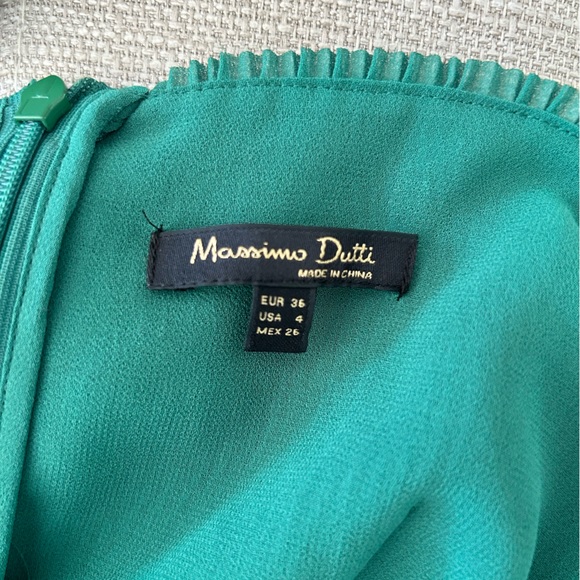 Massimo Dutti
MADE IN CHINA
EUR 36
USA 4
MEX 26